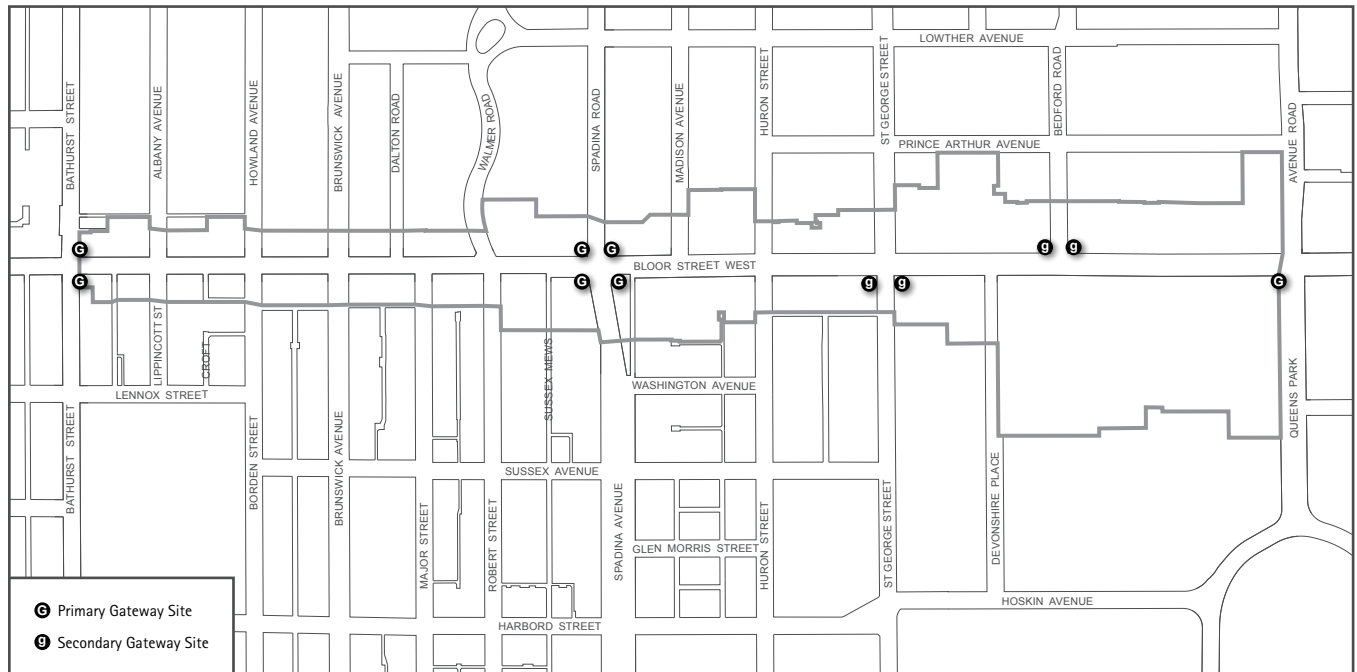 LOWTHER AVENUE
BATHURST STREET
ALBANY AVENUE
HOWLAND AVENUE
BRUNSWICK AVENUE
DALTON ROAD
WALMER ROAD
SPADINA ROAD
MADISON AVENUE
HURON STREET
ST GEORGE STREET
BEDFORD ROAD
AVENUE ROAD
PRINCE ARTHUR AVENUE
G
G
G
g
g
BLOOR STREET WEST
G
G
G
g
g
G
LIPPINCOTT ST
CROFT
SUSSEX MEWS
LENNOX STREET
WASHINGTON AVENUE
QUEENS PARK
BATHURST STREET
BORDEN STREET
BRUNSWICK AVENUE
SUSSEX AVENUE
MAJOR STREET
ROBERT STREET
SPADINA AVENUE
GLEN MORRIS STREET
HURON STREET
ST GEORGE STREET
DEVONSHIRE PLACE
HOSKIN AVENUE
HARBORD STREET
G Primary Gateway Site
g Secondary Gateway Site